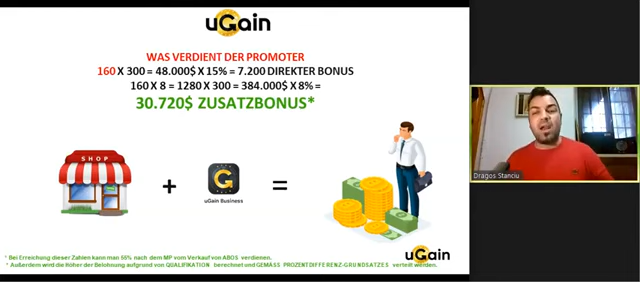 uGain
WAS VERDIENT DER PROMOTER
160 X 300 = 48.000$ X 15% = 7.200 DIREKTER BONUS
160 X 8 = 1280 X 300 = 384.000$ X 8% =
30.720$ ZUSATZBONUS*
SHOP
+
G
uGain Business
=
Dragos Stanciu
* Bei Erreichung dieser Zahlen kann man 55% nach dem MP vom Verkauf von ABOS verdienen.
* Außerdem wird die Höher der Belohnung aufgrund von QUALIFIKATION berechnet und GEMÄSS PROZENTDIFFERENZ-GRUNDSATZES verteilt werden.
uGain